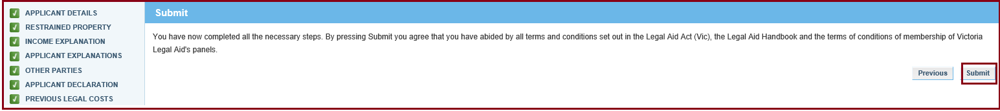 APPLICANT DETAILS
RESTRAINED PROPERTY
INCOME EXPLANATION
APPLICANT EXPLANATIONS
OTHER PARTIES
APPLICANT DECLARATION
PREVIOUS LEGAL COSTS
Submit
You have now completed all the necessary steps. By pressing Submit you agree that you have abided by all terms and conditions set out in the Legal Aid Act (Vic), the Legal Aid Handbook and the terms of conditions of membership of Victoria
Legal Aid's panels.
Previous
Submit